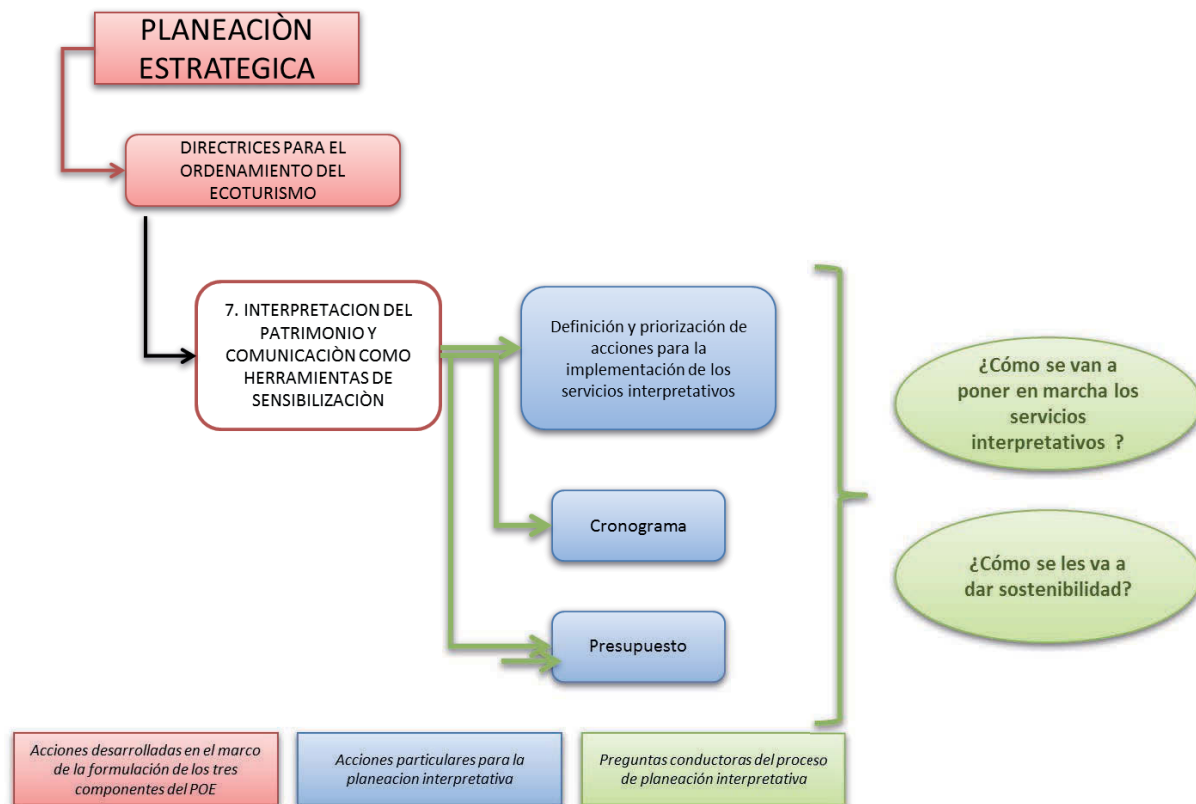 PLANEACIÒN
ESTRATEGICA
DIRECTRICES PARA EL
ORDENAMIENTO DEL
ECOTURISMO
7. INTERPRETACION DEL
PATRIMONIO Y
COMUNICACIÒN COMO
HERRAMIENTAS DE
SENSIBILIZACIÒN
Definición y priorización de
acciones para la
implementación de los
servicios interpretativos
Cronograma
Presupuesto
¿Cómo se van a
poner en marcha los
servicios
interpretativos ?
¿Cómo se les va a
dar sostenibilidad?
Acciones desarrolladas en el marco
de la formulación de los tres
componentes del POE
Acciones particulares para la
planeacion interpretativa
Preguntas conductoras del proceso
de planeación interpretativa